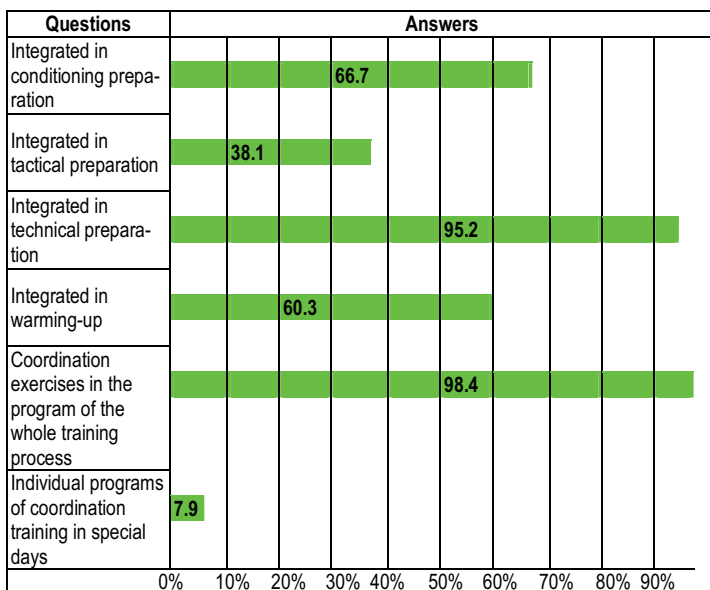 Questions Answers
Integrated in
conditioning prepa-
ration
66.7
Integrated in
tactical preparation
38.1
Integrated in
technical prepara-
tion
95.2
Integrated in
warming-up
60.3
Coordination
exercises in the
program of the
whole training
process
98.4
Individual programs
of coordination
training in special
days
7.9
0% 10% 20% 30% 40% 50% 60% 70% 80% 90%